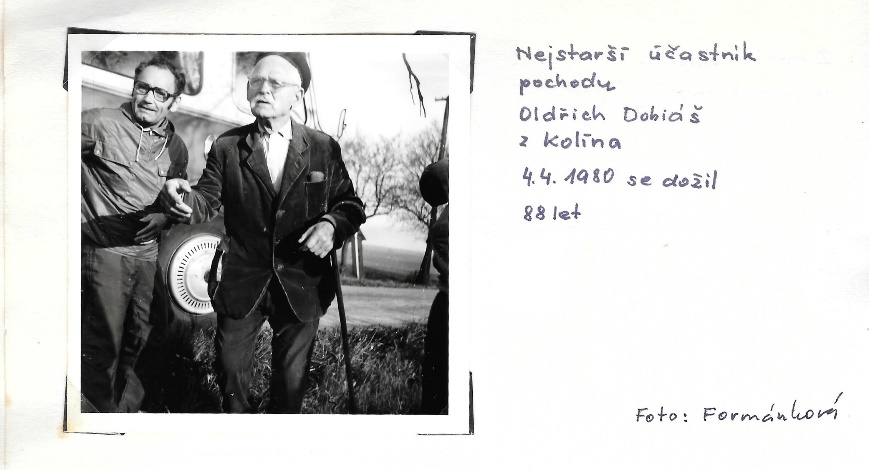 Nejstarší účastník
pochodu
Oldřich Dobiáš
z Kolína
4.4.1980 se dožil
88 let
Foto: Formánková